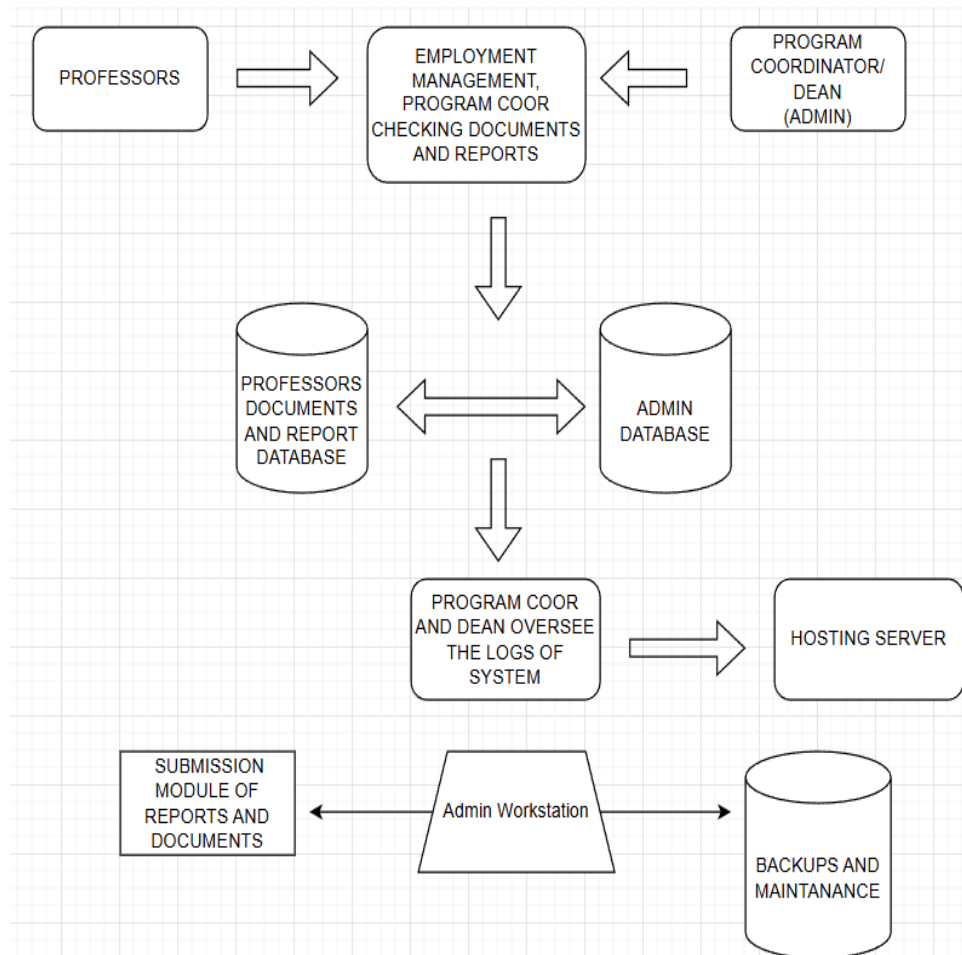 PROFESSORS
EMPLOYMENT
MANAGEMENT,
PROGRAM COOR
CHECKING DOCUMENTS
AND REPORTS
PROGRAM
COORDINATOR/
DEAN
(ADMIN)
PROFESSORS
DOCUMENTS
AND REPORT
DATABASE
ADMIN
DATABASE
PROGRAM COOR
AND DEAN OVERSEE
THE LOGS OF
SYSTEM
HOSTING SERVER
SUBMISSION
MODULE OF
REPORTS AND
DOCUMENTS
Admin Workstation
BACKUPS AND
MAINTANANCE